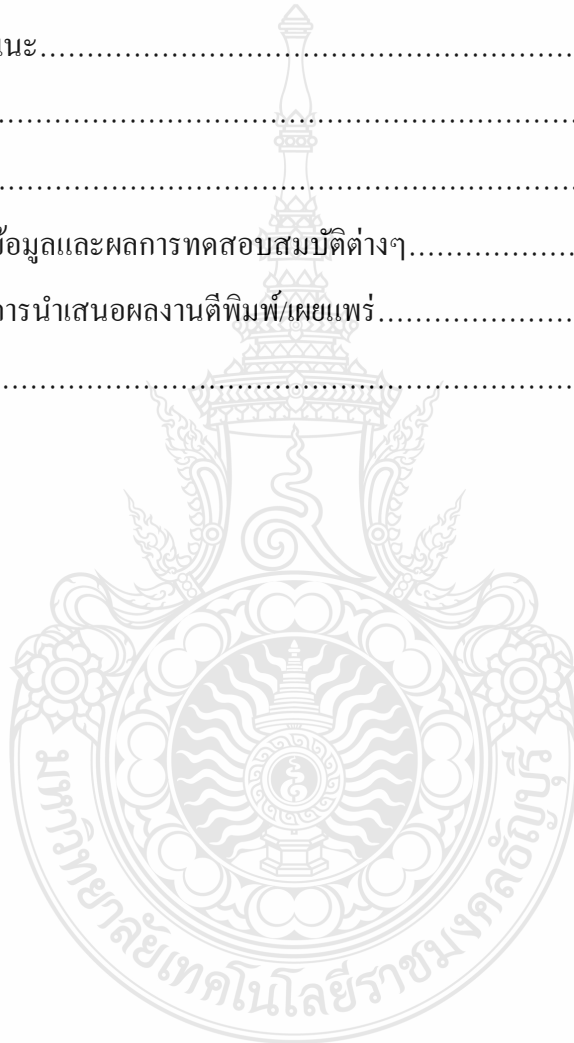 นะ................................................................
................................................................
................................................................
ข้อมูลและผลการทดสอบสมบัติต่างๆ.................
การนำเสนอผลงานตีพิมพ์/เผยแพร่....................
................................................................
มหาวิทยาลัยเทคโนโลยีราชมงคลธัญบุรี